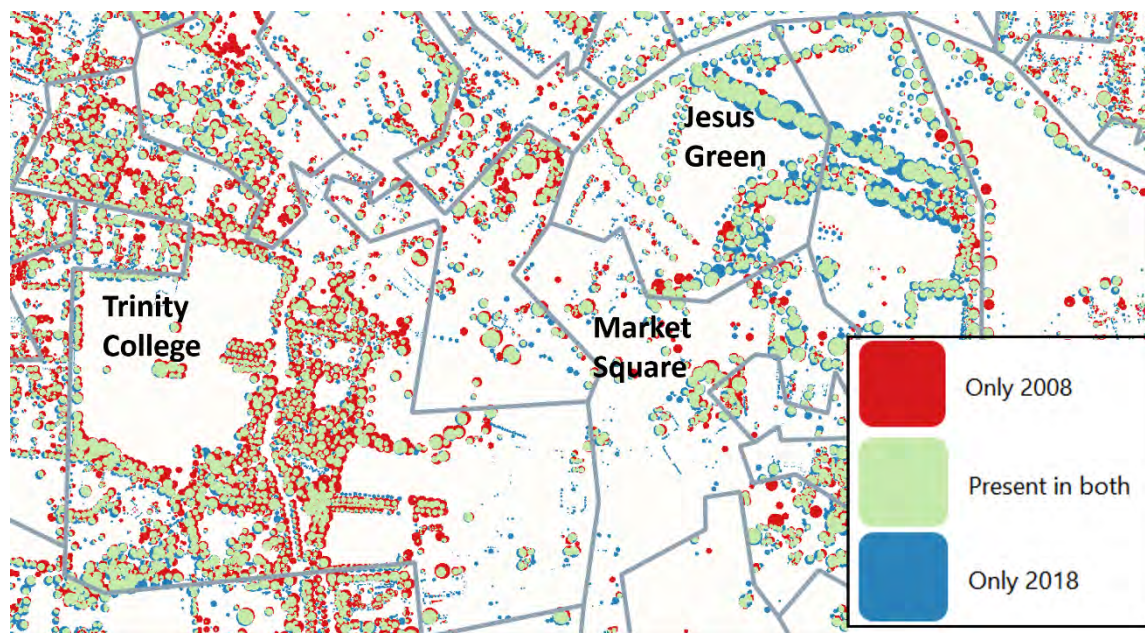 Jesus
Green
Trinity
College
Market
Square
Only 2008
Present in both
Only 2018